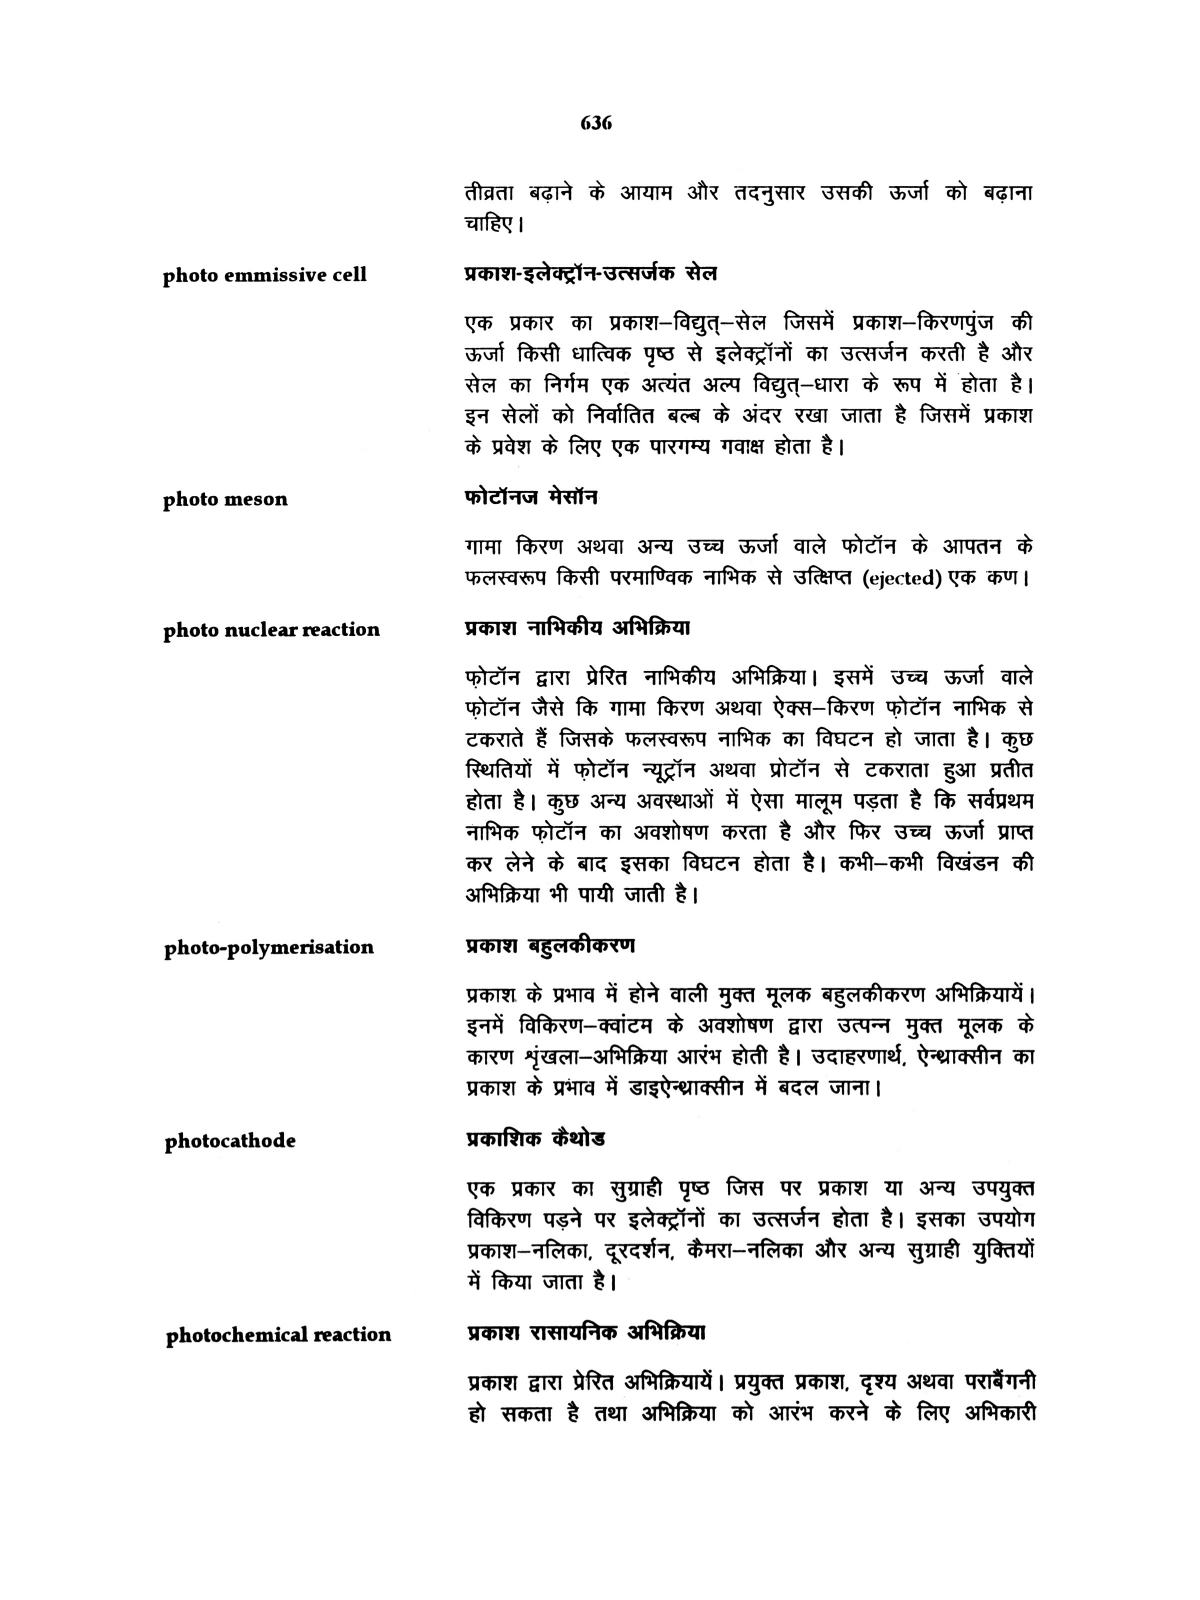 636
तीव्रता बढ़ाने के आयाम और तदनुसार उसकी ऊर्जा को बढ़ाना
चाहिए।
photo emmissive cell प्रकाश-इलेक्ट्रॉन-उत्सर्जक सेल
एक प्रकार का प्रकाश–विद्युत्–सेल जिसमें प्रकाश–किरणपुंज की
ऊर्जा किसी धात्विक पृष्ठ से इलेक्ट्रॉनों का उत्सर्जन करती है और
सेल का निर्गम एक अत्यंत अल्प विद्युत्–धारा के रूप में होता है।
इन सेलों को निर्वातित बल्ब के अंदर रखा जाता है जिसमें प्रकाश
के प्रवेश के लिए एक पारगम्य गवाक्ष होता है।
photo meson फोटॉनज मेसॉन
गामा किरण अथवा अन्य उच्च ऊर्जा वाले फोटॉन के आपतन के
फलस्वरूप किसी परमाण्विक नाभिक से उत्क्षिप्त (ejected) एक कण।
photo nuclear reaction प्रकाश नाभिकीय अभिक्रिया
फ़ोटॉन द्वारा प्रेरित नाभिकीय अभिक्रिया। इसमें उच्च ऊर्जा वाले
फ़ोटॉन जैसे कि गामा किरण अथवा ऐक्स–किरण फ़ोटॉन नाभिक से
टकराते हैं जिसके फलस्वरूप नाभिक का विघटन हो जाता है। कुछ
स्थितियों में फ़ोटॉन न्यूट्रॉन अथवा प्रोटॉन से टकराता हुआ प्रतीत
होता है। कुछ अन्य अवस्थाओं में ऐसा मालूम पड़ता है कि सर्वप्रथम
नाभिक फ़ोटॉन का अवशोषण करता है और फिर उच्च ऊर्जा प्राप्त
कर लेने के बाद इसका विघटन होता है। कभी–कभी विखंडन की
अभिक्रिया भी पायी जाती है।
photo-polymerisation प्रकाश बहुलकीकरण
प्रकाश के प्रभाव में होने वाली मुक्त मूलक बहुलकीकरण अभिक्रियायें।
इनमें विकिरण–क्वांटम के अवशोषण द्वारा उत्पन्न मुक्त मूलक के
कारण शृंखला–अभिक्रिया आरंभ होती है। उदाहरणार्थ, ऐन्थ्राक्सीन का
प्रकाश के प्रभाव में डाइऐन्थ्राक्सीन में बदल जाना।
photocathode प्रकाशिक कैथोड
एक प्रकार का सुग्राही पृष्ठ जिस पर प्रकाश या अन्य उपयुक्त
विकिरण पड़ने पर इलेक्ट्रॉनों का उत्सर्जन होता है। इसका उपयोग
प्रकाश–नलिका, दूरदर्शन, कैमरा–नलिका और अन्य सुग्राही युक्तियों
में किया जाता है।
photochemical reaction प्रकाश रासायनिक अभिक्रिया
प्रकाश द्वारा प्रेरित अभिक्रियायें। प्रयुक्त प्रकाश, दृश्य अथवा पराबैंगनी
हो सकता है तथा अभिक्रिया को आरंभ करने के लिए अभिकारी